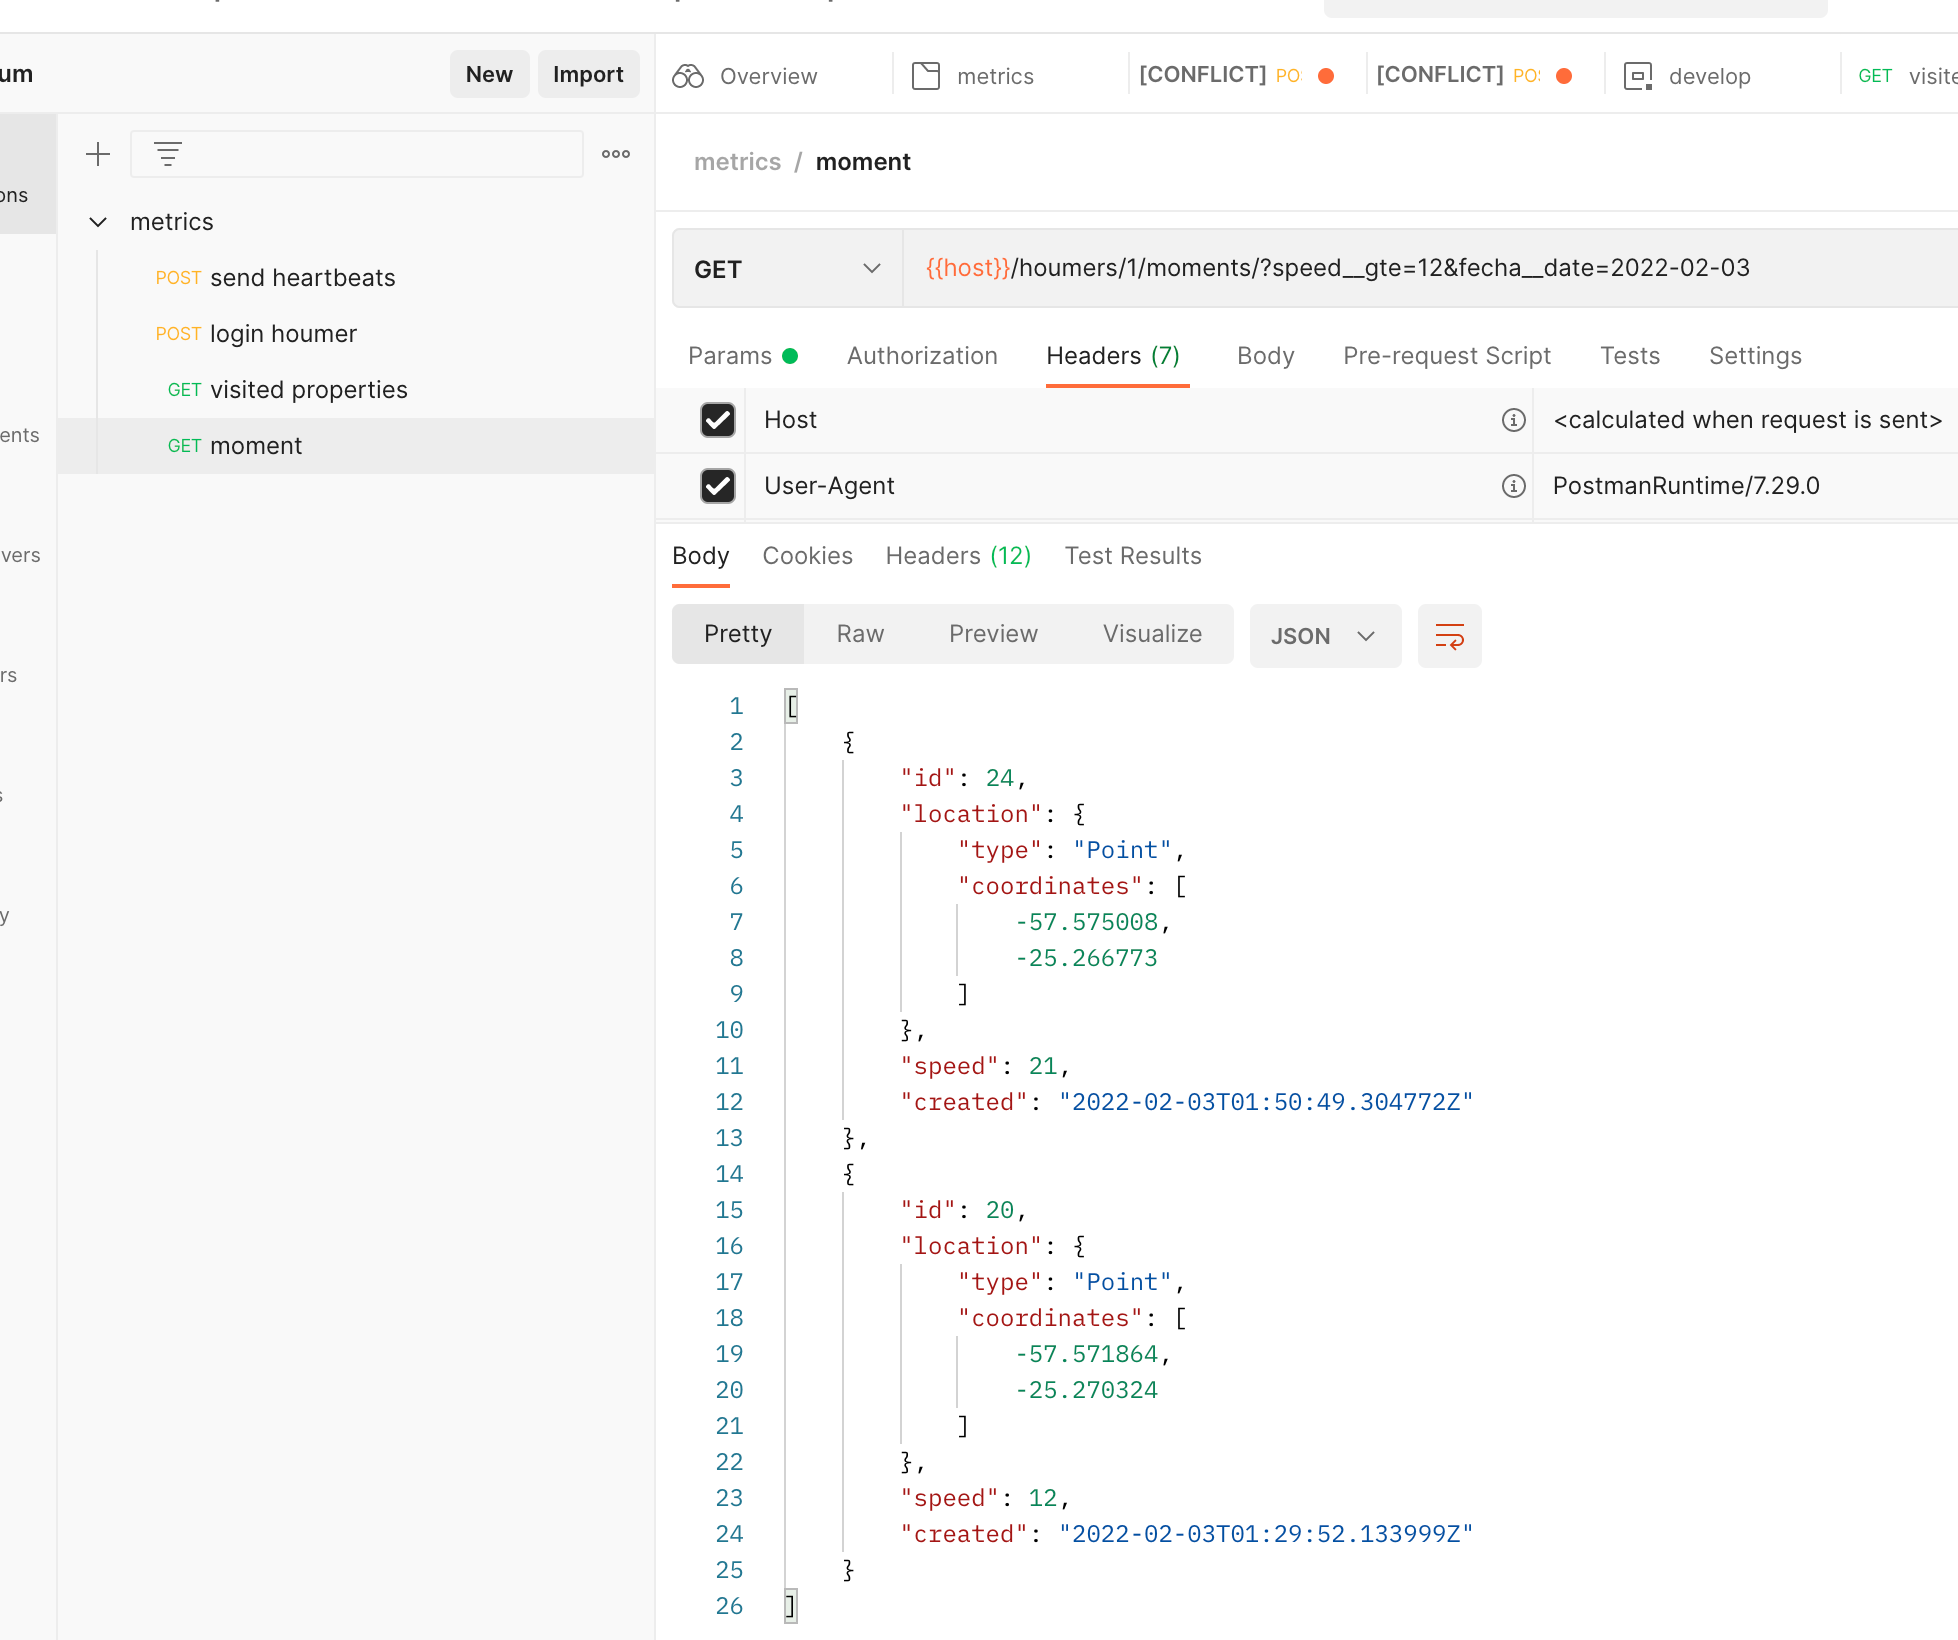 um
New
Import
Overview
metrics
[CONFLICT] PO
[CONFLICT] PO
develop
GET visite
ons
ents
vers
rs
s
y
metrics
POST send heartbeats
POST login houmer
GET visited properties
GET moment
metrics / moment
GET
{{host}}/houmers/1/moments/?speed__gte=12&fecha__date=2022-02-03
Params
Authorization
Headers (7)
Body
Pre-request Script
Tests
Settings
Host
<calculated when request is sent>
User-Agent
PostmanRuntime/7.29.0
Body
Cookies
Headers (12)
Test Results
Pretty
Raw
Preview
Visualize
JSON
1 [
2 {
3 "id": 24,
4 "location": {
5 "type": "Point",
6 "coordinates": [
7 -57.575008,
8 -25.266773
9 ]
10 },
11 "speed": 21,
12 "created": "2022-02-03T01:50:49.304772Z"
13 },
14 {
15 "id": 20,
16 "location": {
17 "type": "Point",
18 "coordinates": [
19 -57.571864,
20 -25.270324
21 ]
22 },
23 "speed": 12,
24 "created": "2022-02-03T01:29:52.133999Z"
25 }
26 ]